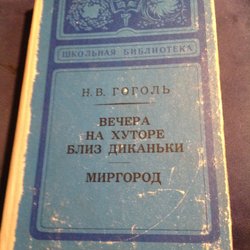 ШКОЛЬНАЯ БИБЛИОТЕКА
Н. В. ГОГОЛЬ
ВЕЧЕРА
НА ХУТОРЕ
БЛИЗ ДИКАНЬКИ
МИРГОРОД